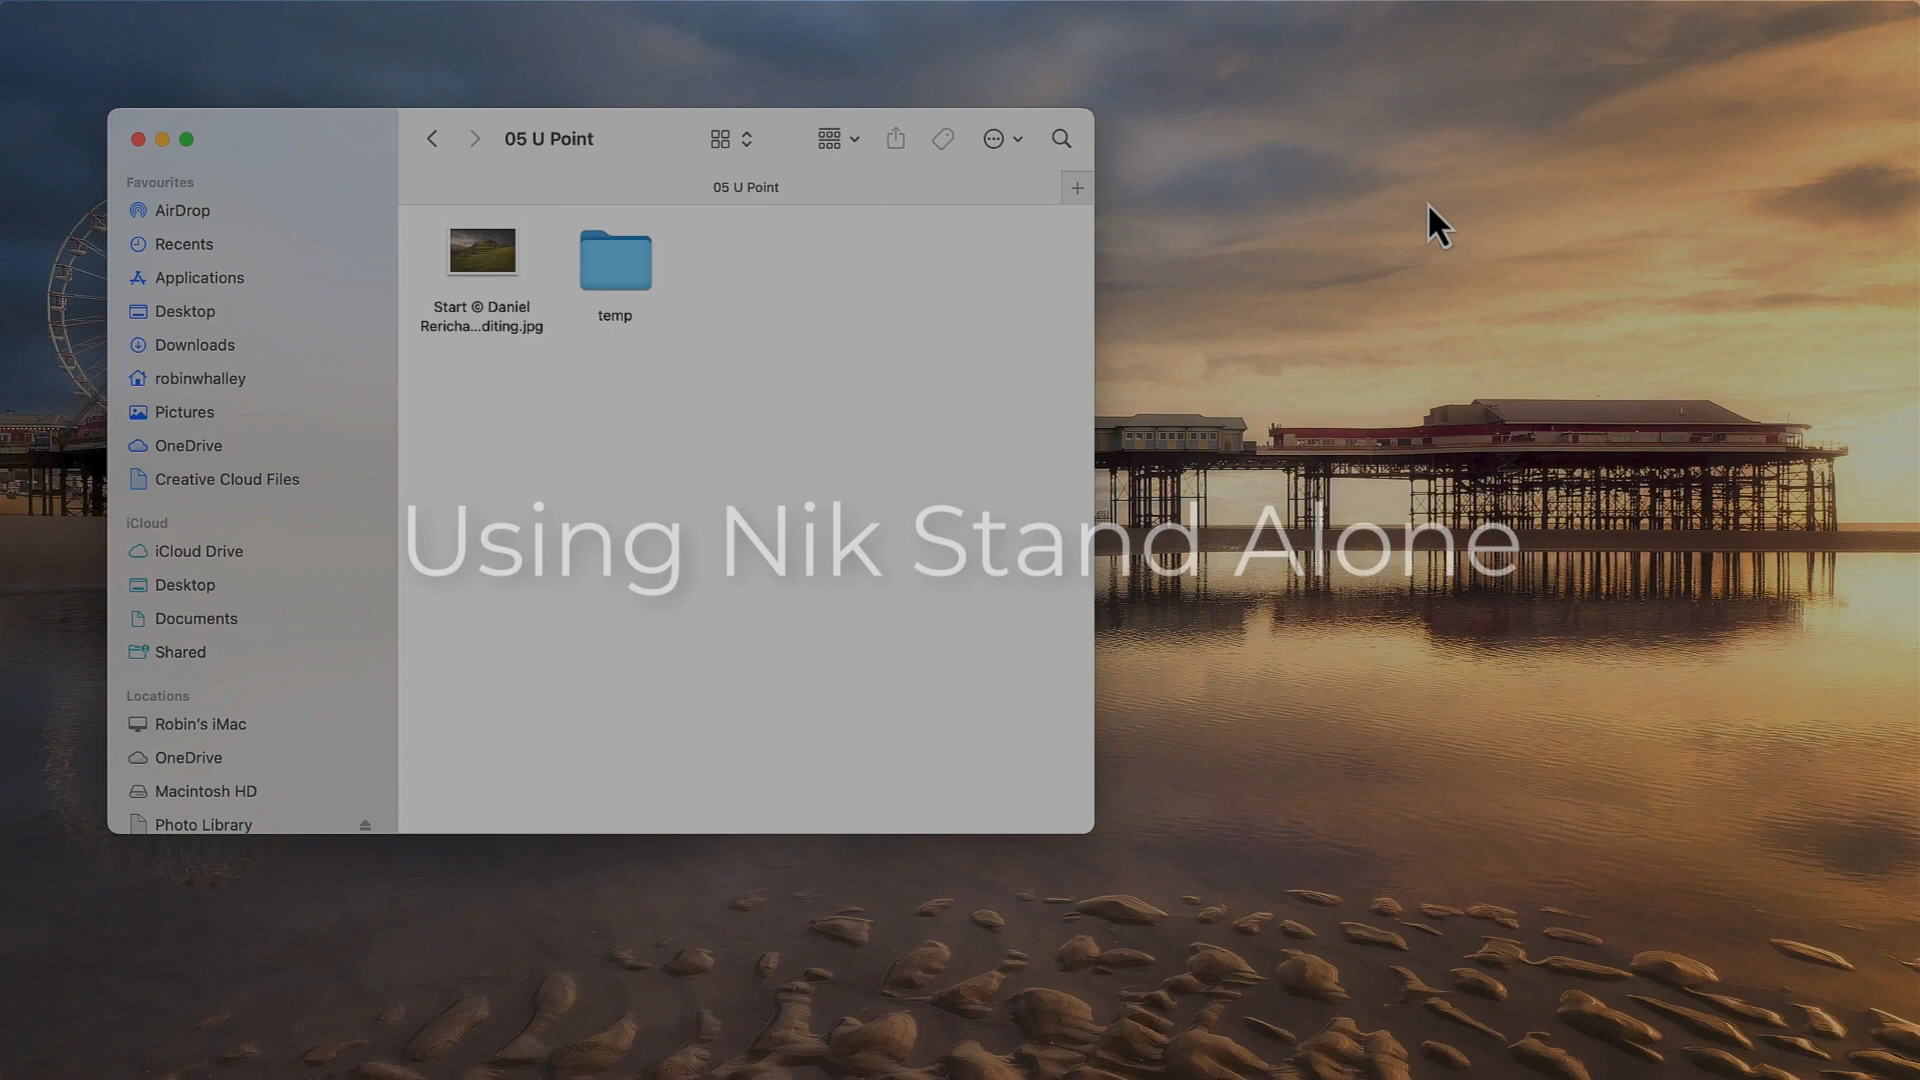 05 U Point
05 U Point
Favourites
AirDrop
Recents
Applications
Desktop
Downloads
robinwhalley
Pictures
OneDrive
Creative Cloud Files
iCloud
iCloud Drive
Desktop
Documents
Shared
Locations
Robin's iMac
OneDrive
Macintosh HD
Photo Library
Start © Daniel
Rericha...diting.jpg
temp
Using Nik Stand Alone